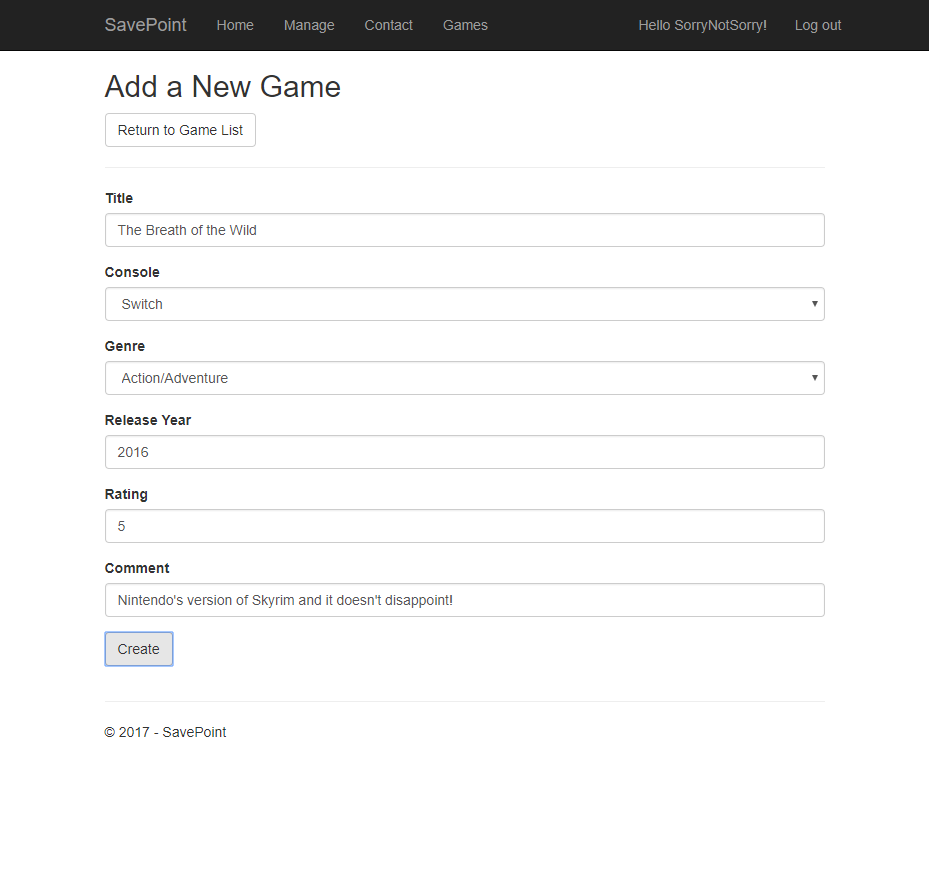 SavePoint Home Manage Contact Games Hello SorryNotSorry! Log out
Add a New Game
Return to Game List
Title
The Breath of the Wild
Console
Switch
Genre
Action/Adventure
Release Year
2016
Rating
5
Comment
Nintendo's version of Skyrim and it doesn't disappoint!
Create
© 2017 - SavePoint